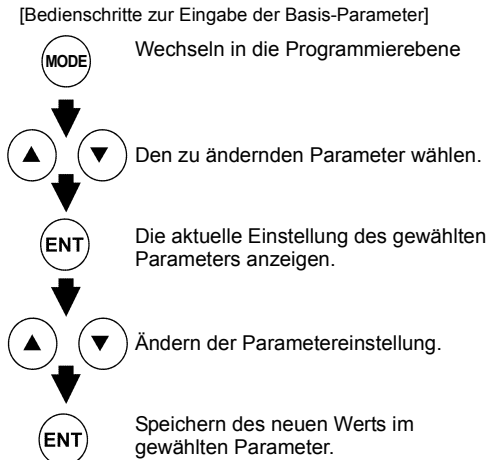 [Bedienschritte zur Eingabe der Basis-Parameter]
MODE Wechseln in die Programmierebene
▲ ▼ Den zu ändernden Parameter wählen.
ENT Die aktuelle Einstellung des gewählten
Parameters anzeigen.
▲ ▼ Ändern der Parametereinstellung.
ENT Speichern des neuen Werts im
gewählten Parameter.